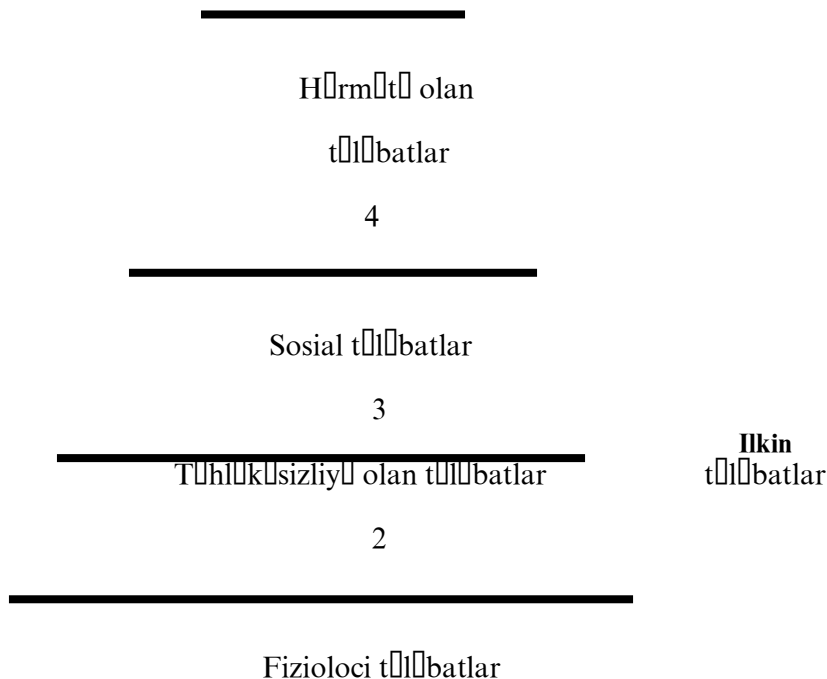 H▯rm▯t▯ olan
t▯l▯batlar
4
Sosial t▯l▯batlar
3
T▯hl▯k▯sizliy▯ olan t▯l▯batlar
2
Ilkin
t▯l▯batlar
Fizioloci t▯l▯batlar